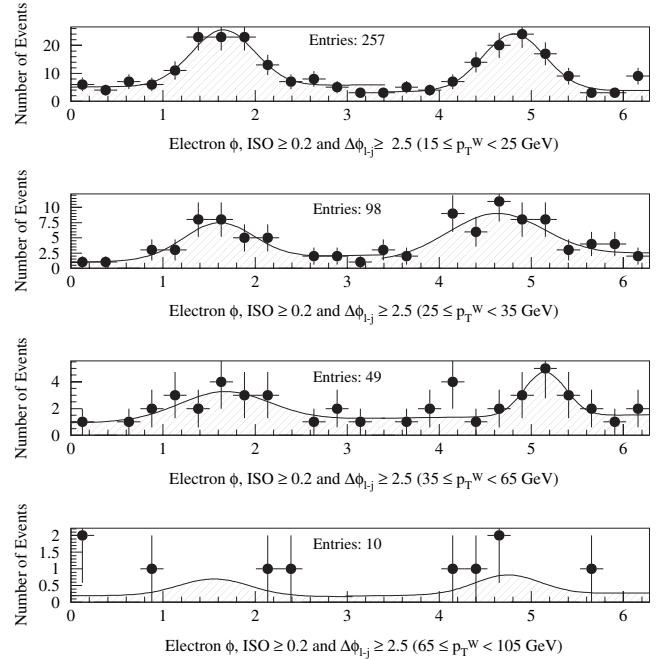 Number of Events
20
10
0
Entries: 257
0 1 2 3 4 5 6
Electron ϕ, ISO ≥ 0.2 and Δϕl-j ≥ 2.5 (15 ≤ pTW < 25 GeV)
Number of Events
10
7.5
5
2.5
0
Entries: 98
0 1 2 3 4 5 6
Electron ϕ, ISO ≥ 0.2 and Δϕl-j ≥ 2.5 (25 ≤ pTW < 35 GeV)
Number of Events
4
2
0
Entries: 49
0 1 2 3 4 5 6
Electron ϕ, ISO ≥ 0.2 and Δϕl-j ≥ 2.5 (35 ≤ pTW < 65 GeV)
Number of Events
2
1.5
1
0.5
0
Entries: 10
0 1 2 3 4 5 6
Electron ϕ, ISO ≥ 0.2 and Δϕl-j ≥ 2.5 (65 ≤ pTW < 105 GeV)